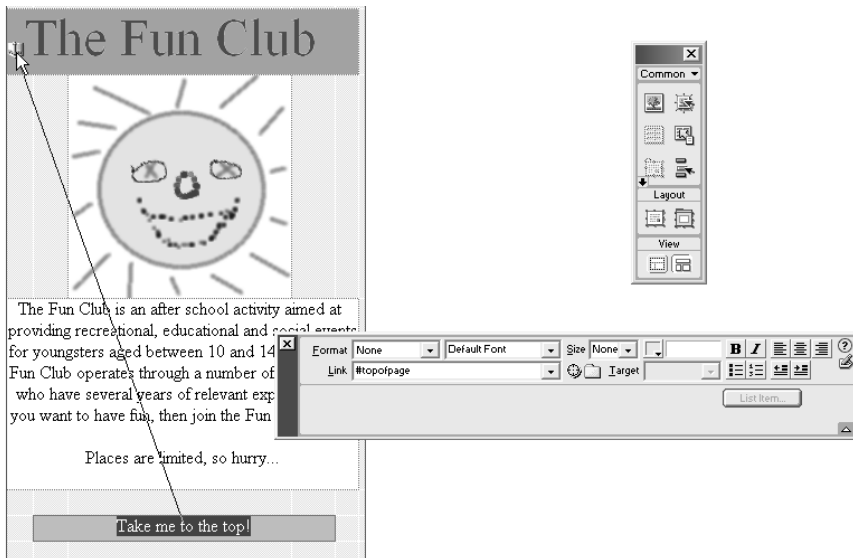 The Fun Club
Common
Layout
View
The Fun Club is an after school activity aimed at
providing recreational, educational and social events
for youngsters aged between 10 and 14
Fun Club operates through a number of
who have several years of relevant exp
you want to have fun, then join the Fun
Places are limited, so hurry...
Take me to the top!
Format None Default Font Size None B I
Link #topofpage Target
List Item...